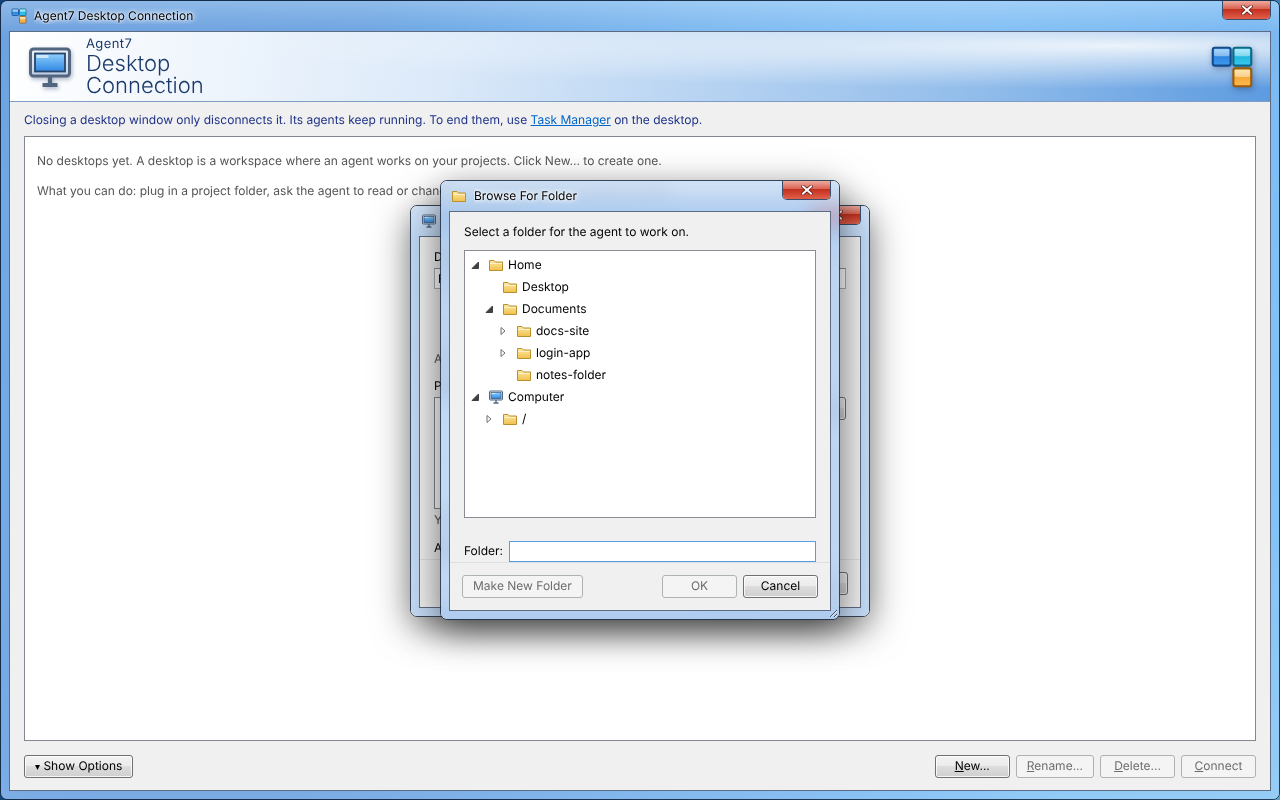 Agent7 Desktop Connection
Agent7
Desktop
Connection
Closing a desktop window only disconnects it. Its agents keep running. To end them, use Task Manager on the desktop.
No desktops yet. A desktop is a workspace where an agent works on your projects. Click New... to create one.
What you can do: plug in a project folder, ask the agent to read or chan
Browse For Folder
Select a folder for the agent to work on.
Home
Desktop
Documents
docs-site
login-app
notes-folder
Computer
/
Folder:
Make New Folder
OK
Cancel
Show Options
New...
Rename...
Delete...
Connect